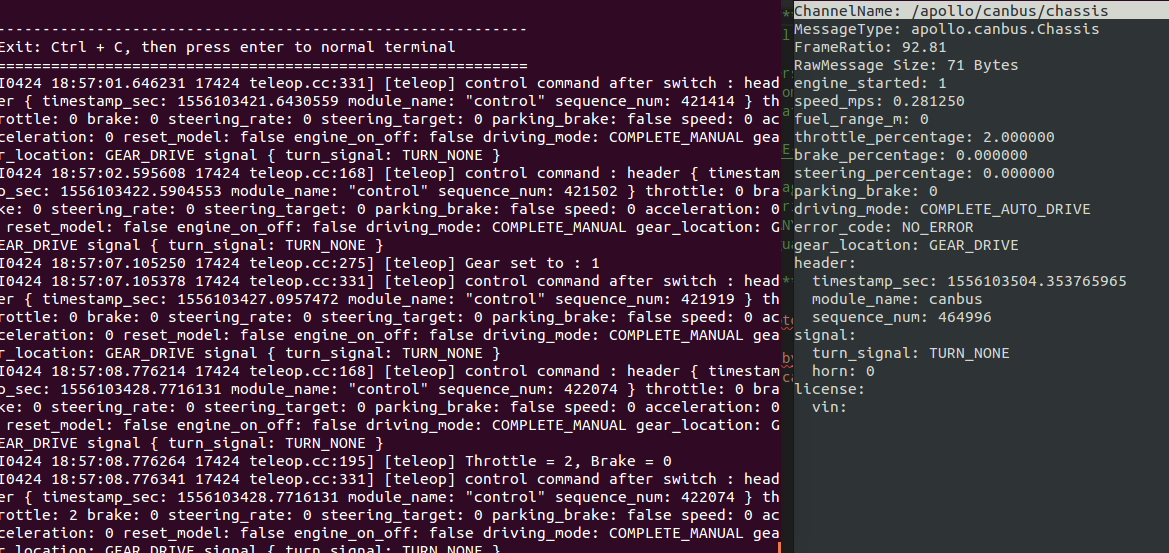 ------------------------------------------------------------
Exit: Ctrl + C, then press enter to normal terminal
============================================================
I0424 18:57:01.646231 17424 teleop.cc:331] [teleop] control command after switch : head
er { timestamp_sec: 1556103421.6430559 module_name: "control" sequence_num: 421414 } th
rottle: 0 brake: 0 steering_rate: 0 steering_target: 0 parking_brake: false speed: 0 ac
celeration: 0 reset_model: false engine_on_off: false driving_mode: COMPLETE_MANUAL gea
r_location: GEAR_DRIVE signal { turn_signal: TURN_NONE }
I0424 18:57:02.595608 17424 teleop.cc:168] [teleop] control command : header { timestam
p_sec: 1556103422.5904553 module_name: "control" sequence_num: 421502 } throttle: 0 bra
ke: 0 steering_rate: 0 steering_target: 0 parking_brake: false speed: 0 acceleration: 0
reset_model: false engine_on_off: false driving_mode: COMPLETE_MANUAL gear_location: G
EAR_DRIVE signal { turn_signal: TURN_NONE }
I0424 18:57:07.105250 17424 teleop.cc:275] [teleop] Gear set to : 1
I0424 18:57:07.105378 17424 teleop.cc:331] [teleop] control command after switch : head
er { timestamp_sec: 1556103427.0957472 module_name: "control" sequence_num: 421919 } th
rottle: 0 brake: 0 steering_rate: 0 steering_target: 0 parking_brake: false speed: 0 ac
celeration: 0 reset_model: false engine_on_off: false driving_mode: COMPLETE_MANUAL gea
r_location: GEAR_DRIVE signal { turn_signal: TURN_NONE }
I0424 18:57:08.776214 17424 teleop.cc:168] [teleop] control command : header { timestam
p_sec: 1556103428.7716131 module_name: "control" sequence_num: 422074 } throttle: 0 bra
ke: 0 steering_rate: 0 steering_target: 0 parking_brake: false speed: 0 acceleration: 0
reset_model: false engine_on_off: false driving_mode: COMPLETE_MANUAL gear_location: G
EAR_DRIVE signal { turn_signal: TURN_NONE }
I0424 18:57:08.776264 17424 teleop.cc:195] [teleop] Throttle = 2, Brake = 0
I0424 18:57:08.776341 17424 teleop.cc:331] [teleop] control command after switch : head
er { timestamp_sec: 1556103428.7716131 module_name: "control" sequence_num: 422074 } th
rottle: 2 brake: 0 steering_rate: 0 steering_target: 0 parking_brake: false speed: 0 ac
celeration: 0 reset_model: false engine_on_off: false driving_mode: COMPLETE_MANUAL gea
r_location: GEAR_DRIVE signal { turn_signal: TURN_NONE }
ChannelName: /apollo/canbus/chassis
MessageType: apollo.canbus.Chassis
FrameRatio: 92.81
RawMessage Size: 71 Bytes
engine_started: 1
speed_mps: 0.281250
fuel_range_m: 0
throttle_percentage: 2.000000
brake_percentage: 0.000000
steering_percentage: 0.000000
parking_brake: 0
driving_mode: COMPLETE_AUTO_DRIVE
error_code: NO_ERROR
gear_location: GEAR_DRIVE
header:
timestamp_sec: 1556103504.353765965
module_name: canbus
sequence_num: 464996
signal:
turn_signal: TURN_NONE
horn: 0
license:
vin: